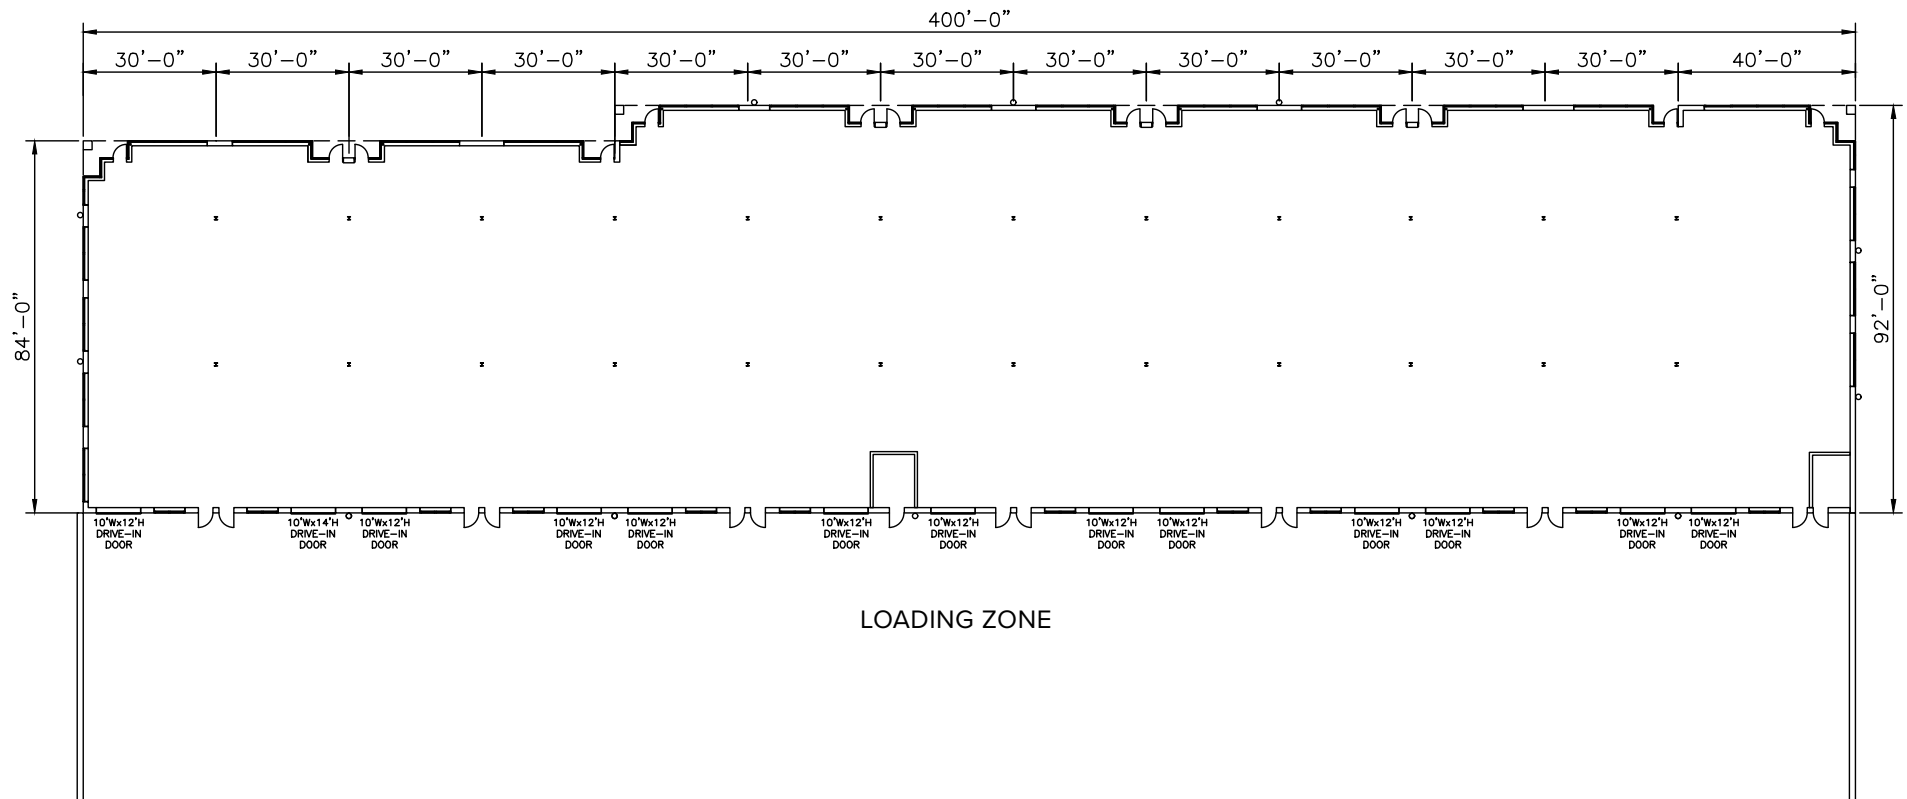 400'-0"
30'-0" 30'-0" 30'-0" 30'-0" 30'-0" 30'-0" 30'-0" 30'-0" 30'-0" 30'-0" 30'-0" 30'-0" 40'-0"
84'-0"
92'-0"
10'Wx12'H
DRIVE-IN
DOOR
10'Wx14'H
DRIVE-IN
DOOR
10'Wx12'H
DRIVE-IN
DOOR
10'Wx12'H
DRIVE-IN
DOOR
10'Wx12'H
DRIVE-IN
DOOR
10'Wx12'H
DRIVE-IN
DOOR
10'Wx12'H
DRIVE-IN
DOOR
10'Wx12'H
DRIVE-IN
DOOR
10'Wx12'H
DRIVE-IN
DOOR
10'Wx12'H
DRIVE-IN
DOOR
10'Wx12'H
DRIVE-IN
DOOR
10'Wx12'H
DRIVE-IN
DOOR
10'Wx12'H
DRIVE-IN
DOOR
LOADING ZONE